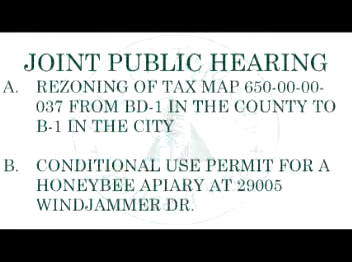 JOINT PUBLIC HEARING
A. REZONING OF TAX MAP 650-00-00-
037 FROM BD-1 IN THE COUNTY TO
B-1 IN THE CITY
B. CONDITIONAL USE PERMIT FOR A
HONEYBEE APIARY AT 29005
WINDJAMMER DR.